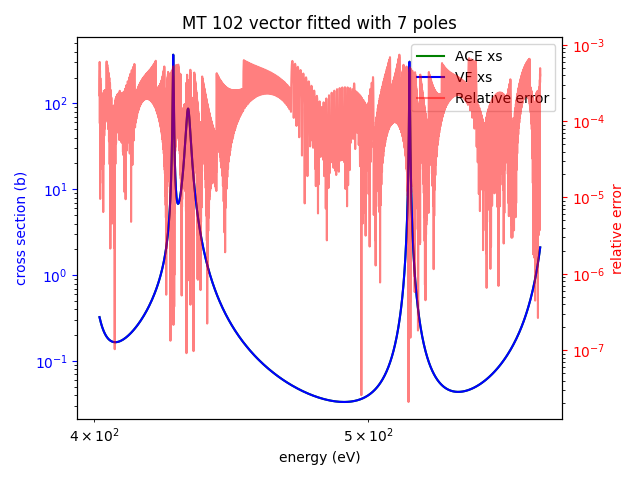 MT 102 vector fitted with 7 poles
ACE xs
VF xs
Relative error
10²
10¹
10⁰
10⁻¹
cross section (b)
10⁻³
10⁻⁴
10⁻⁵
10⁻⁶
10⁻⁷
relative error
4 × 10² 5 × 10²
energy (eV)